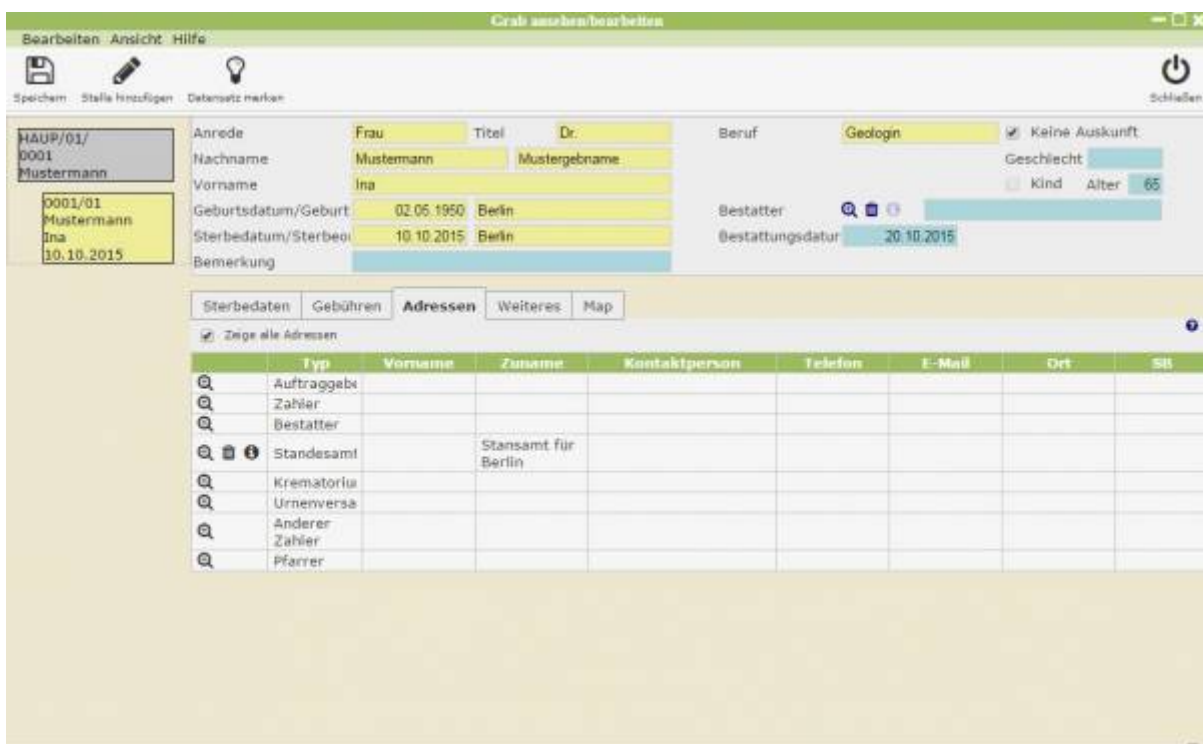 Grab ansehen/bearbeiten
Bearbeiten Ansicht Hilfe
Speichern Stelle hinzufügen Datensatz merken Schließen
HAUP/01/
0001
Mustermann
0001/01
Mustermann
Ina
10.10.2015
Anrede Frau Titel Dr. Beruf Geologin Keine Auskunft
Nachname Mustermann Mustergebname Geschlecht
Vorname Ina Kind Alter 65
Geburtsdatum/Geburt 02.05.1950 Berlin Bestatter
Sterbedatum/Sterbeo 10.10.2015 Berlin Bestattungsdatur 20.10.2015
Bemerkung
Sterbedaten Gebühren Adressen Weiteres Map
Zeige alle Adressen
Typ Vorname Zuname Kontaktperson Telefon E-Mail Ort SB
Auftraggebe
Zahler
Bestatter
Standesamt Stansamt für
Berlin
Krematoriu
Urnenversa
Anderer
Zahler
Pfarrer